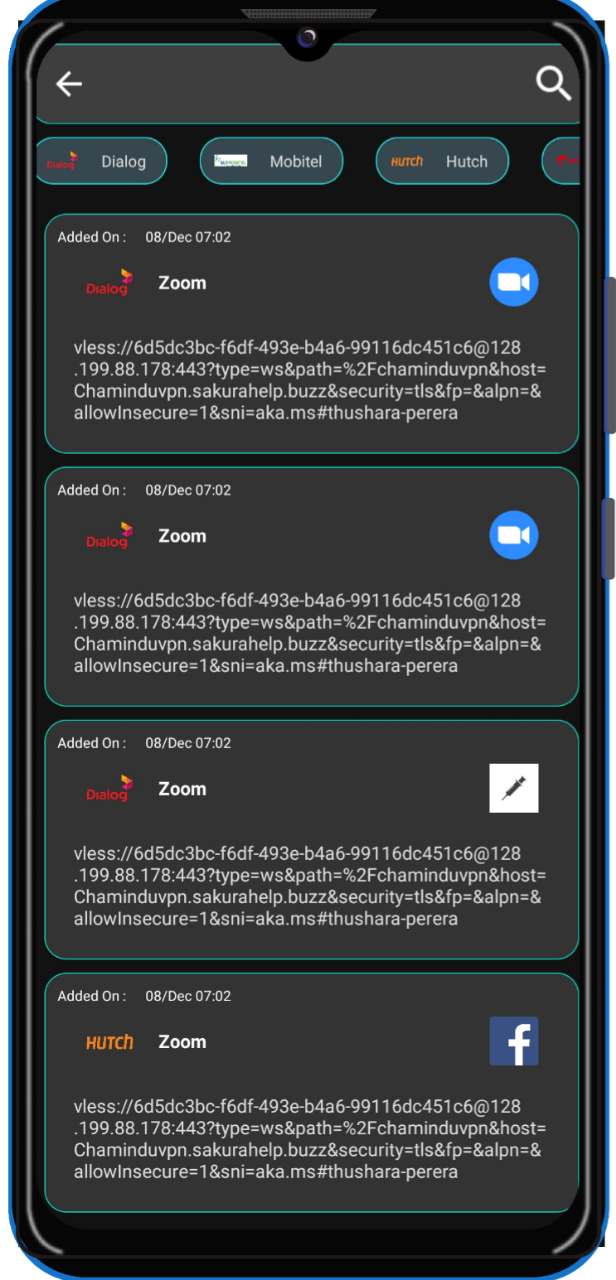 Dialog
Dialog
Mobitel
HUTCH
Hutch
Added On : 08/Dec 07:02
Dialog
Zoom
vless://6d5dc3bc-f6df-493e-b4a6-99116dc451c6@128
.199.88.178:443?type=ws&path=%2Fchaminduvpn&host=
Chaminduvpn.sakurahelp.buzz&security=tls&fp=&alpn=&
allowInsecure=1&sni=aka.ms#thushara-perera
Added On : 08/Dec 07:02
Dialog
Zoom
vless://6d5dc3bc-f6df-493e-b4a6-99116dc451c6@128
.199.88.178:443?type=ws&path=%2Fchaminduvpn&host=
Chaminduvpn.sakurahelp.buzz&security=tls&fp=&alpn=&
allowInsecure=1&sni=aka.ms#thushara-perera
Added On : 08/Dec 07:02
Dialog
Zoom
vless://6d5dc3bc-f6df-493e-b4a6-99116dc451c6@128
.199.88.178:443?type=ws&path=%2Fchaminduvpn&host=
Chaminduvpn.sakurahelp.buzz&security=tls&fp=&alpn=&
allowInsecure=1&sni=aka.ms#thushara-perera
Added On : 08/Dec 07:02
HUTCH
Zoom
f
vless://6d5dc3bc-f6df-493e-b4a6-99116dc451c6@128
.199.88.178:443?type=ws&path=%2Fchaminduvpn&host=
Chaminduvpn.sakurahelp.buzz&security=tls&fp=&alpn=&
allowInsecure=1&sni=aka.ms#thushara-perera